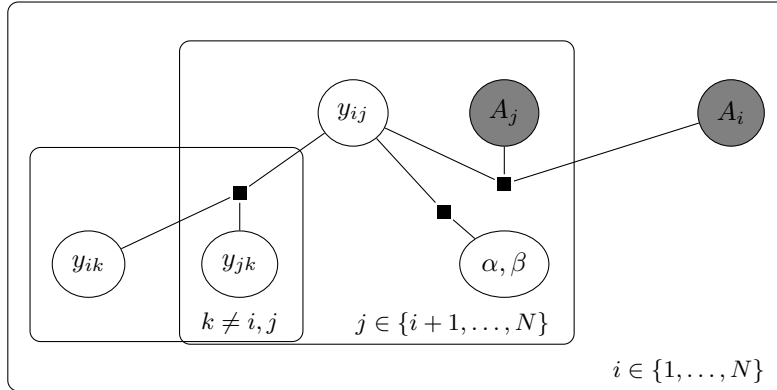 y_{ij} A_j A_i
y_{ik} y_{jk} α, β
k ≠ i, j j ∈ {i + 1, . . . , N}
i ∈ {1, . . . , N}